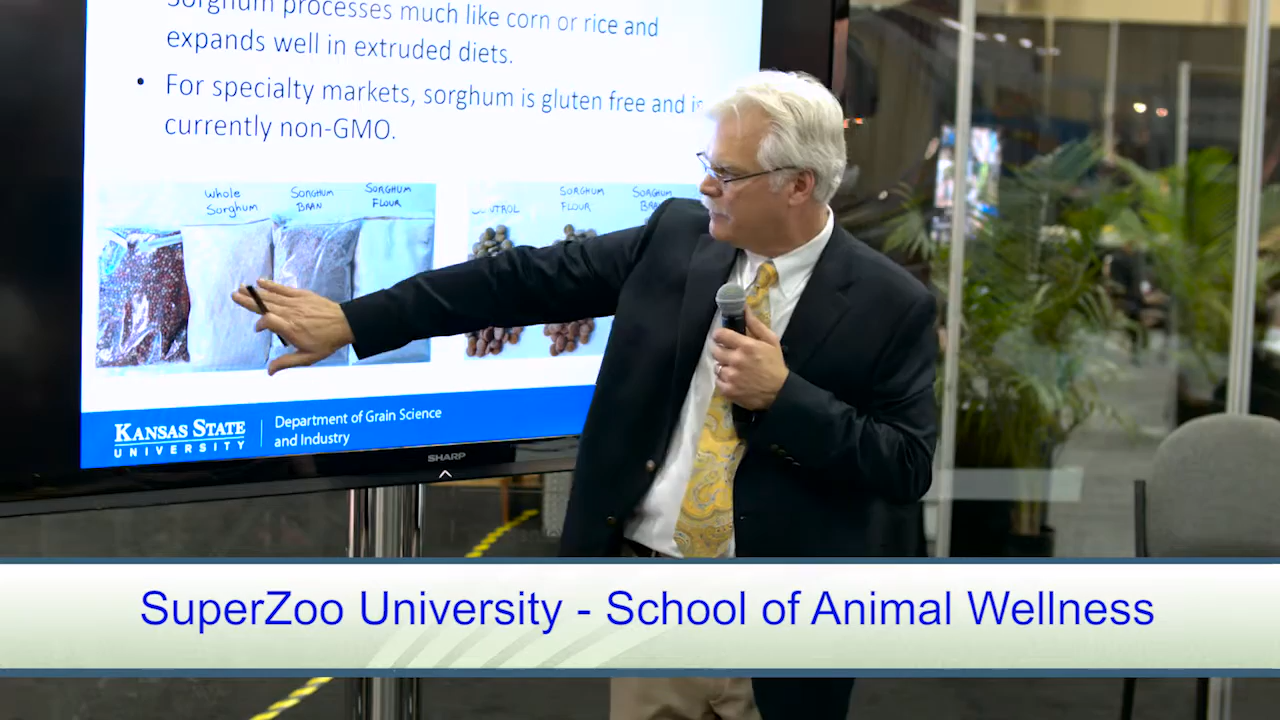 Sorghum processes much like corn or rice and
expands well in extruded diets.
• For specialty markets, sorghum is gluten free and is
currently non-GMO.
Whole Sorghum
SORGHUM BRAN
SORGHUM FLOUR
SORGHUM FLOUR
SORGHUM
KANSAS STATE
UNIVERSITY
Department of Grain Science
and Industry
SHARP
SuperZoo University - School of Animal Wellness